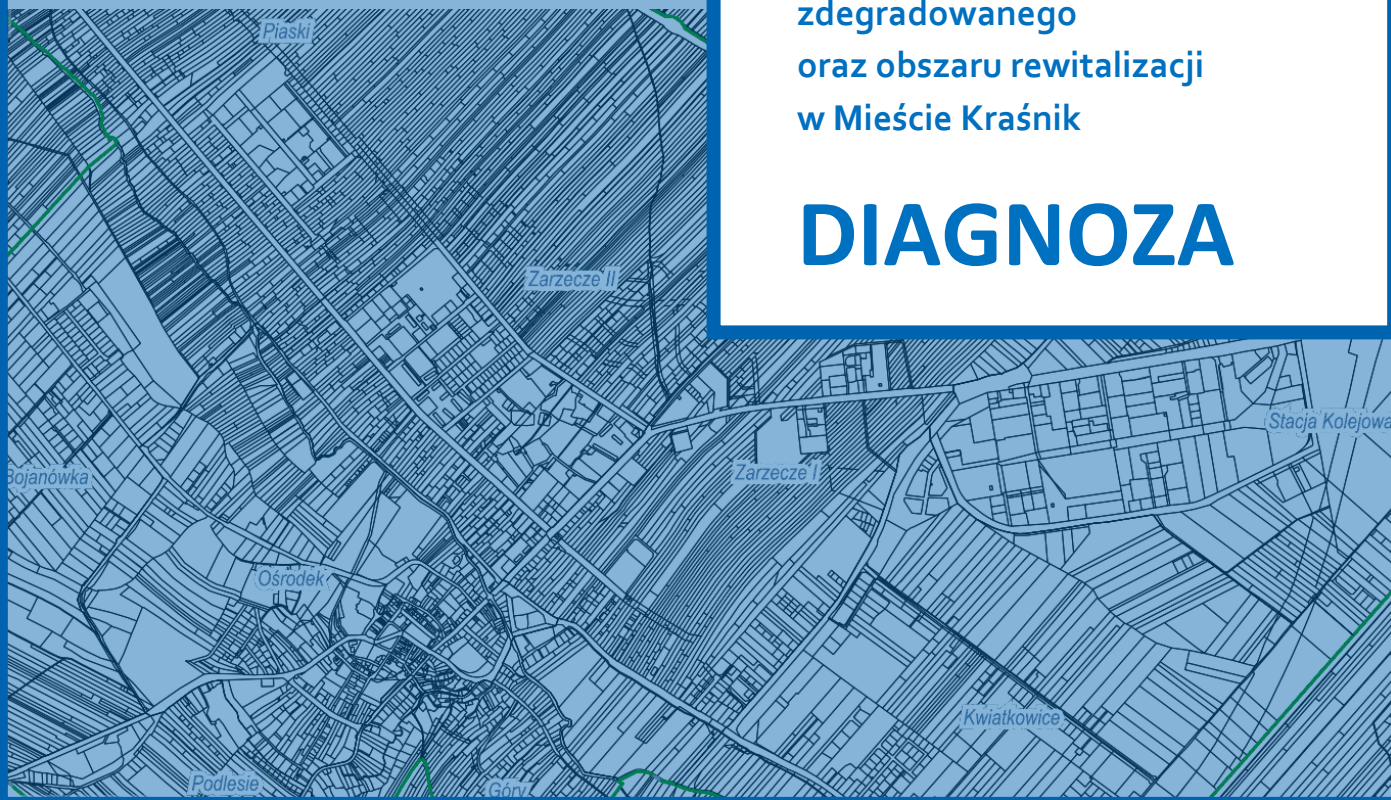 zdegradowanego
oraz obszaru rewitalizacji
w Mieście Kraśnik
DIAGNOZA
Piaski
Zarzecze II
Stacja Kolejowa
Zarzecze I
Bojanówka
Ośrodek
Kwiatkowice
Podlesie
Góry